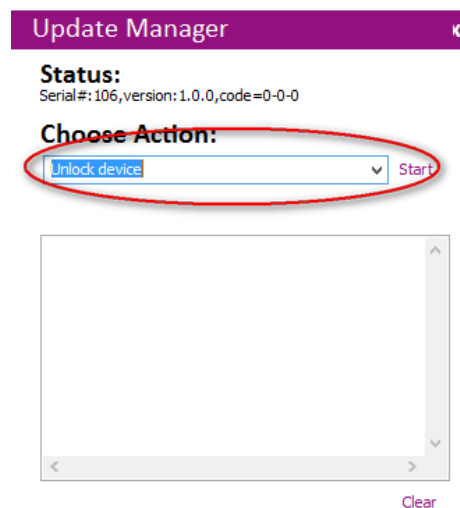 Update Manager
Status:
Serial#:106,version:1.0.0,code=0-0-0
Choose Action:
Unlock device Start
Clear